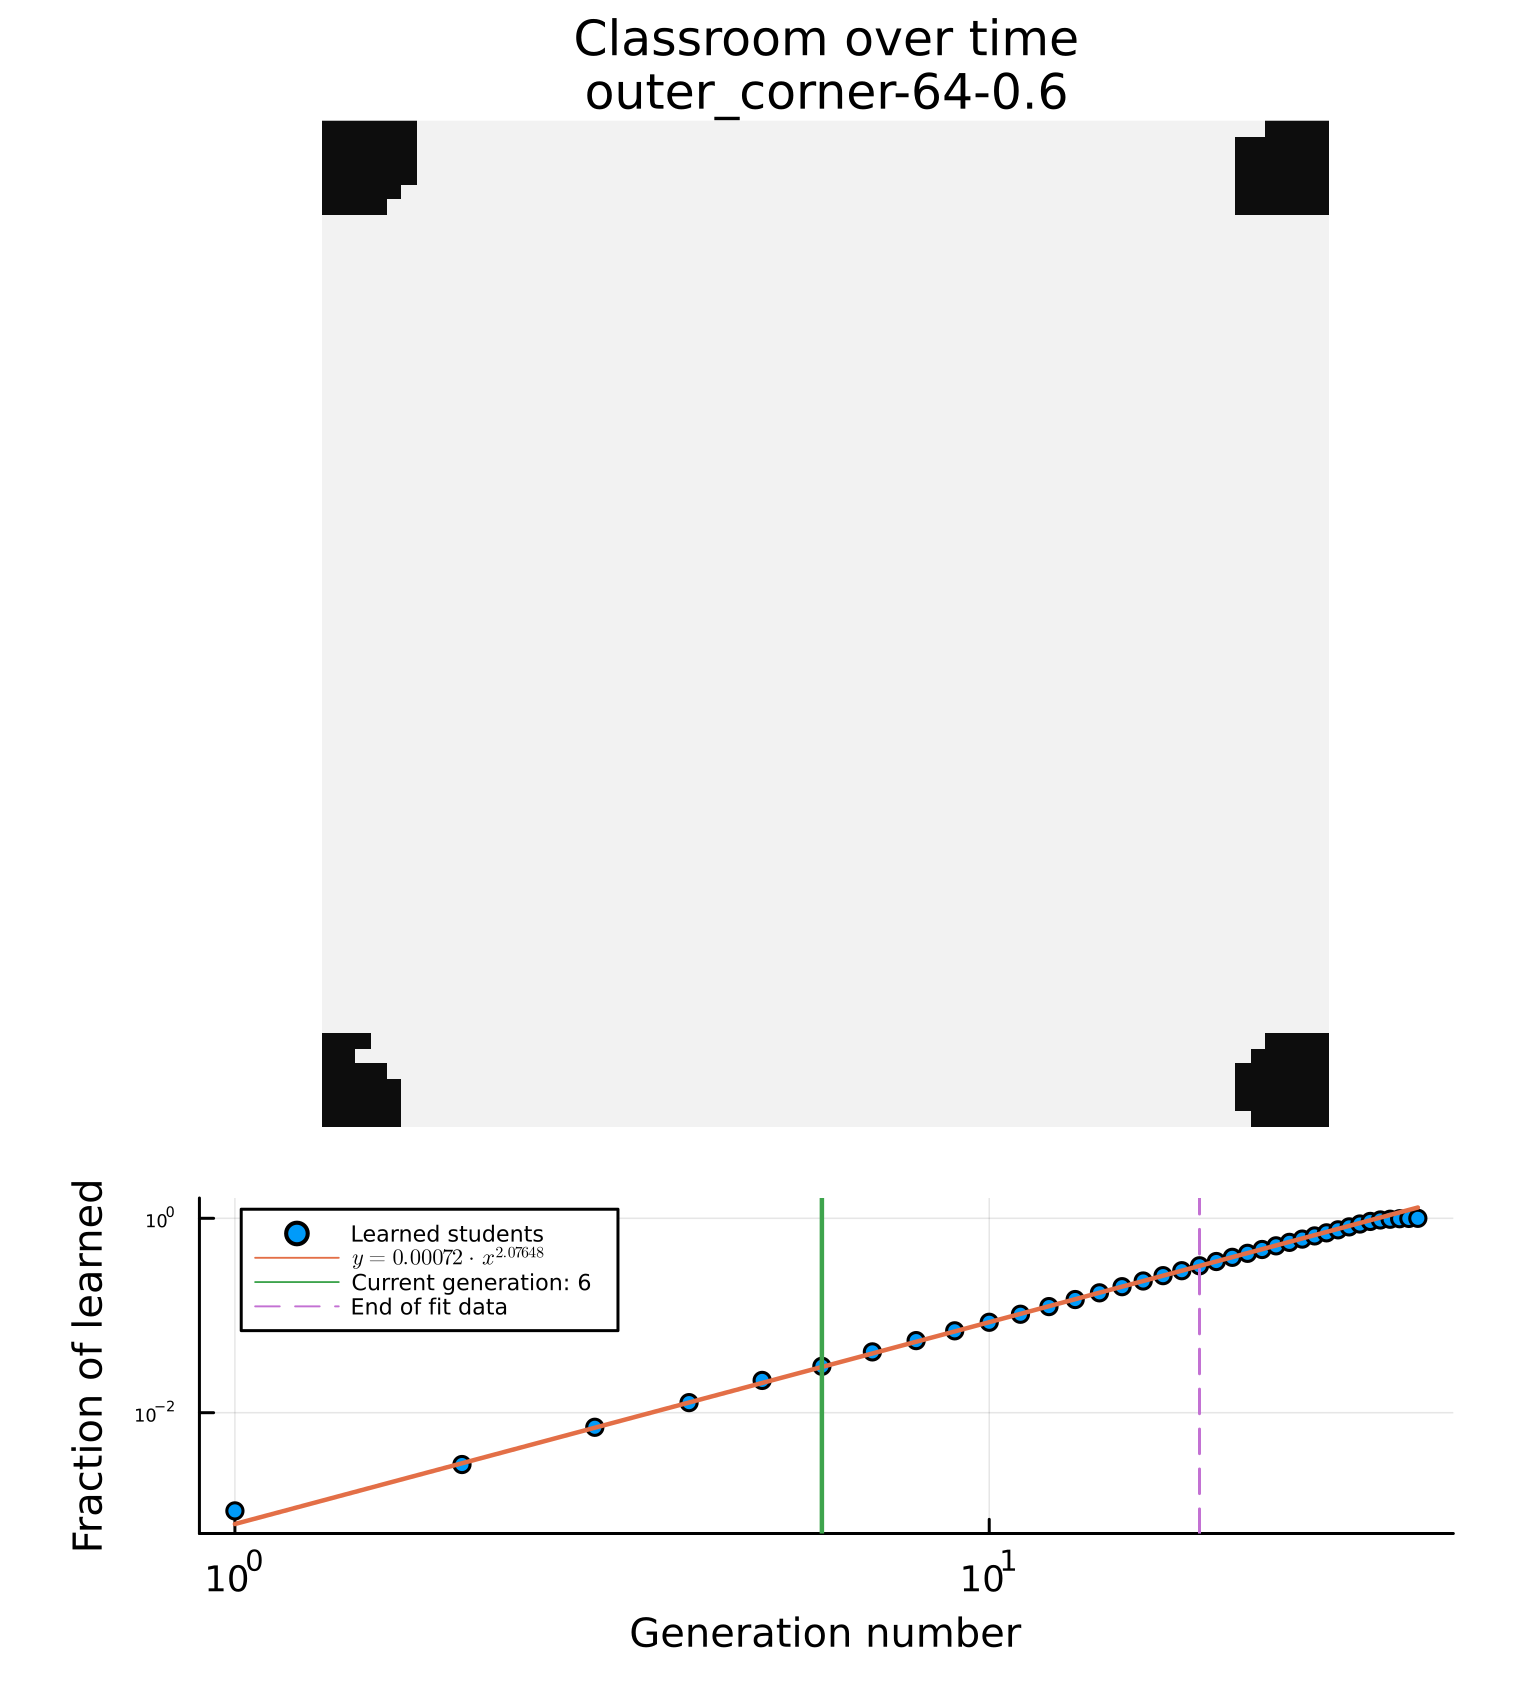 Classroom over time
outer_corner-64-0.6
Fraction of learned
10⁰
10⁻²
Learned students
y = 0.00072 · x^2.07648
Current generation: 6
End of fit data
10⁰ 10¹
Generation number